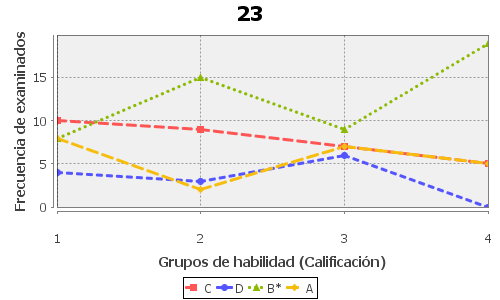 23
Frecuencia de examinados
15
10
5
0
1 2 3 4
Grupos de habilidad (Calificación)
C D B* A